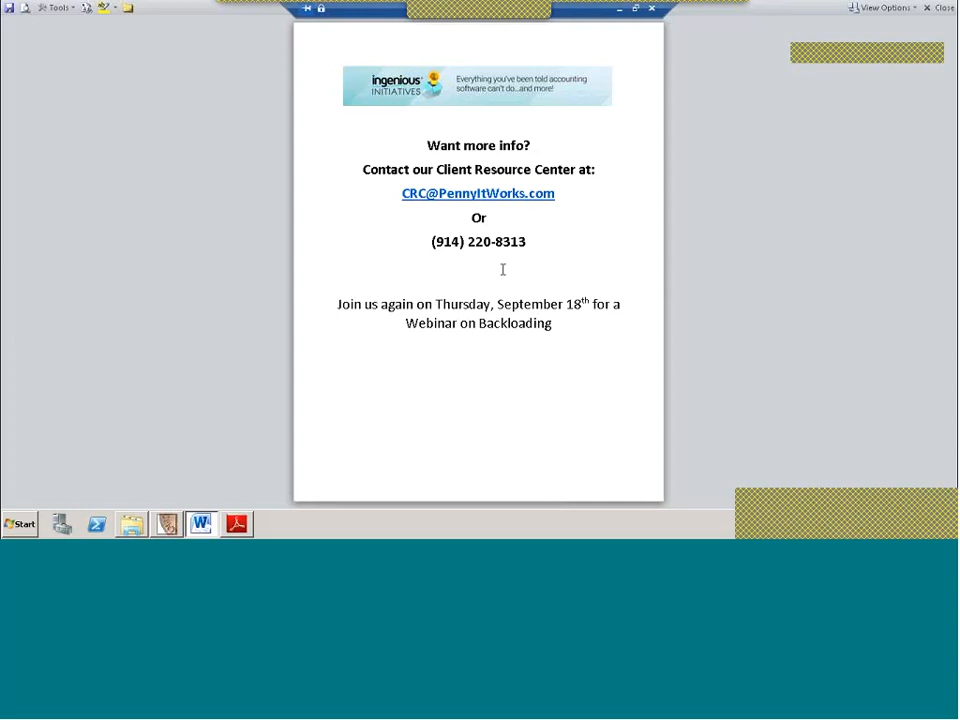 Tools
View Options
Close
ingenious
INITIATIVES
Everything you've been told accounting
software can't do...and more!
Want more info?
Contact our Client Resource Center at:
CRC@PennyItWorks.com
Or
(914) 220-8313
Join us again on Thursday, September 18th for a
Webinar on Backloading
Start